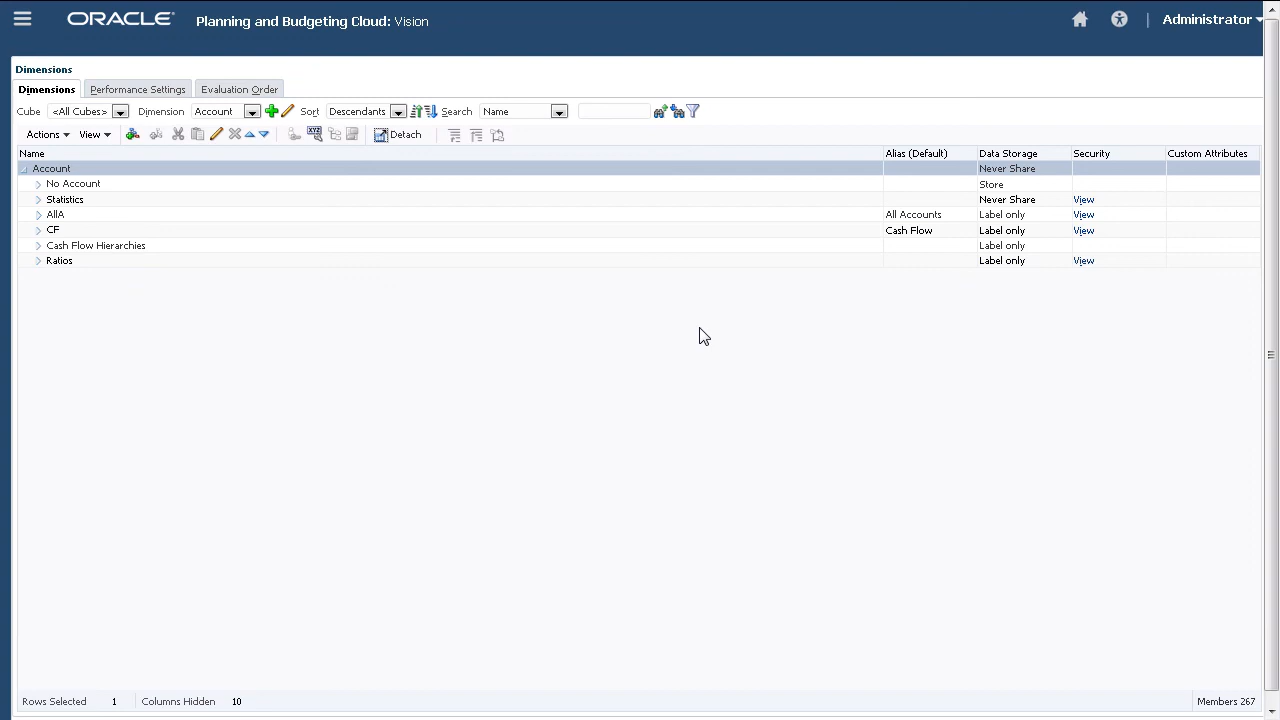 ORACLE Planning and Budgeting Cloud: Vision Administrator
Dimensions
Dimensions Performance Settings Evaluation Order
Cube <All Cubes> Dimension Account Sort Descendants Search Name
Actions View XYZ Detach
Name Alias (Default) Data Storage Security Custom Attributes
Account Never Share
No Account Store
Statistics Never Share View
AllA All Accounts Label only View
CF Cash Flow Label only View
Cash Flow Hierarchies Label only
Ratios Label only View
Rows Selected 1 Columns Hidden 10 Members 267